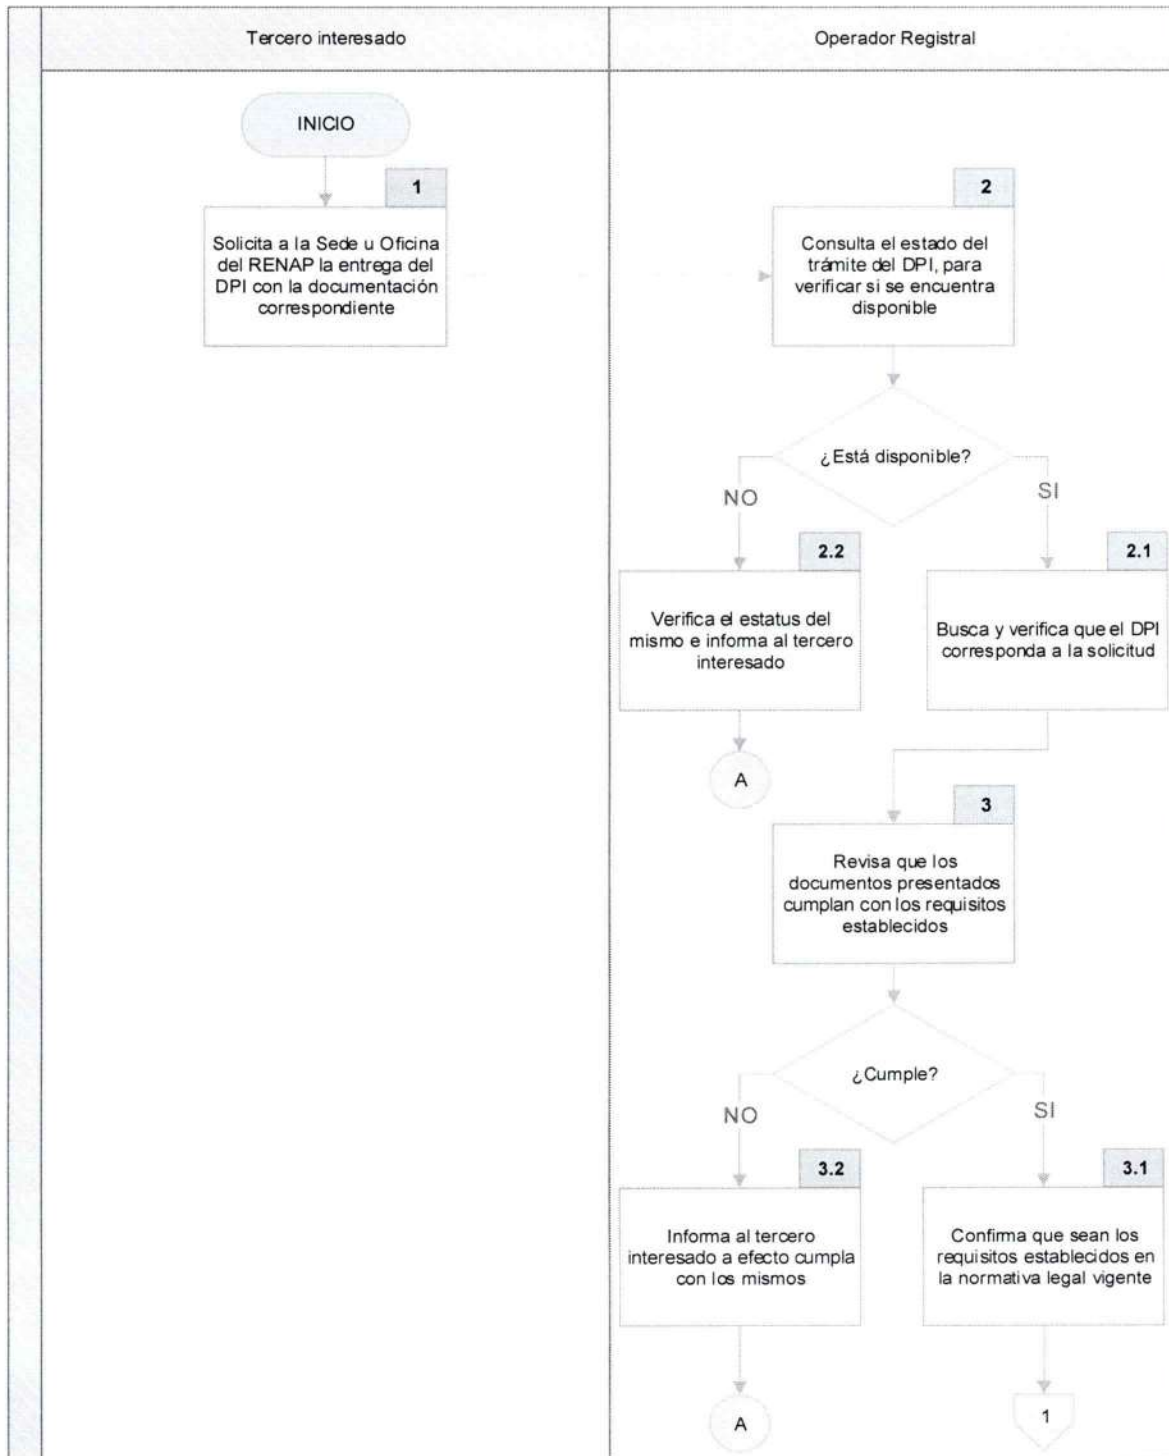 Tercero interesado
Operador Registral
INICIO
1
Solicita a la Sede u Oficina
del RENAP la entrega del
DPI con la documentación
correspondiente
2
Consulta el estado del
trámite del DPI, para
verificar si se encuentra
disponible
¿Está disponible?
NO
SI
2.2
Verifica el estatus del
mismo e informa al tercero
interesado
2.1
Busca y verifica que el DPI
corresponda a la solicitud
A
3
Revisa que los
documentos presentados
cumplan con los requisitos
establecidos
¿Cumple?
NO
SI
3.2
Informa al tercero
interesado a efecto cumpla
con los mismos
3.1
Confirma que sean los
requisitos establecidos en
la normativa legal vigente
A
1